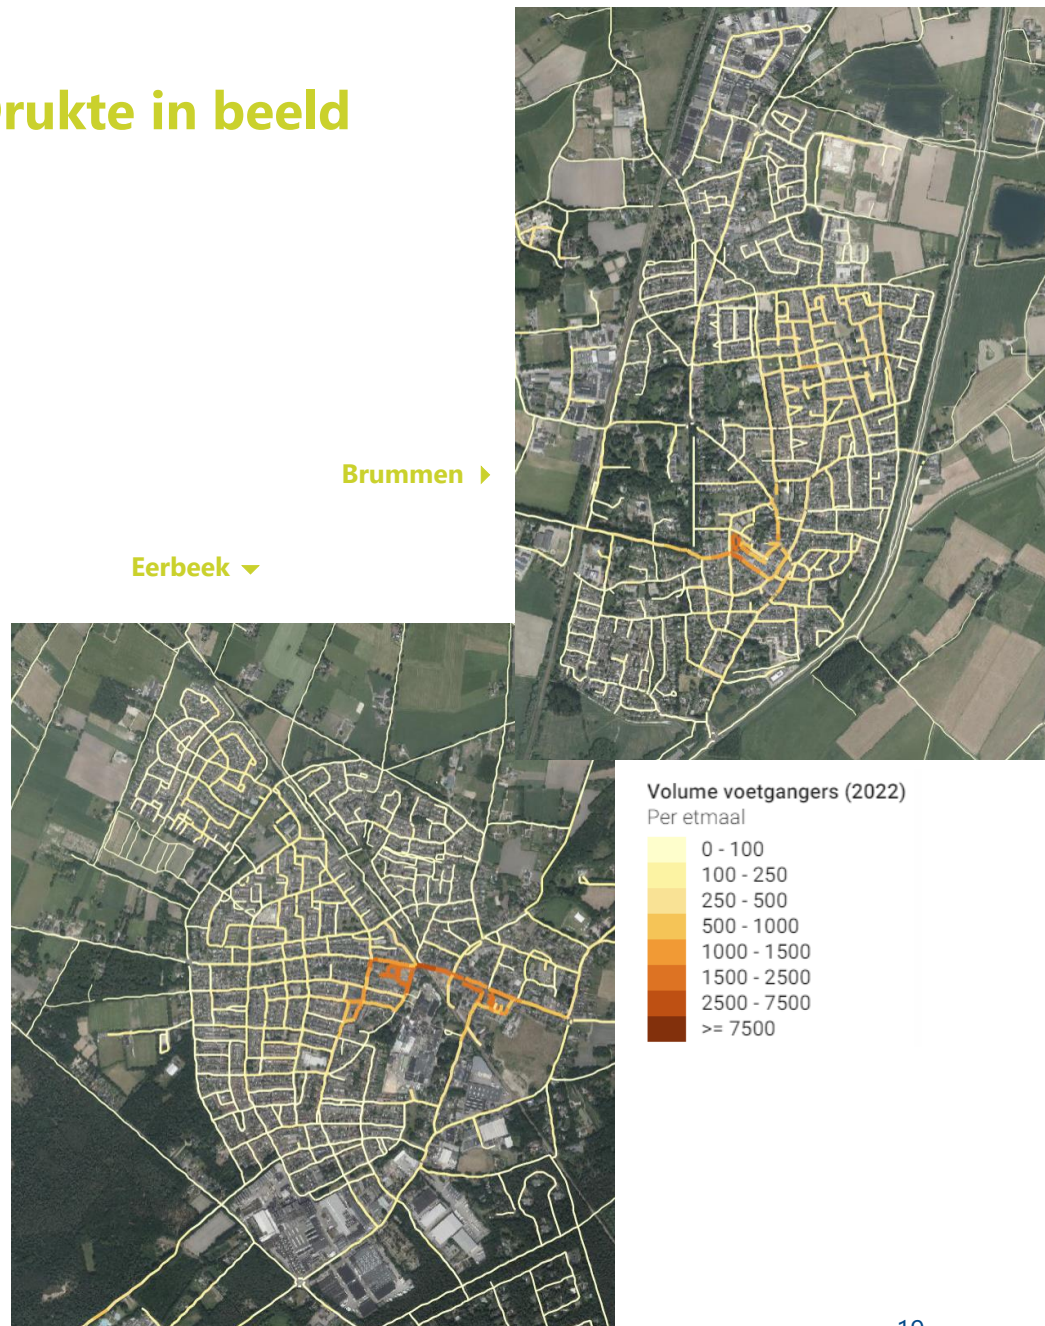 rukte in beeld
Brummen
Eerbeek
Volume voetgangers (2022)
Per etmaal
0 - 100
100 - 250
250 - 500
500 - 1000
1000 - 1500
1500 - 2500
2500 - 7500
>= 7500